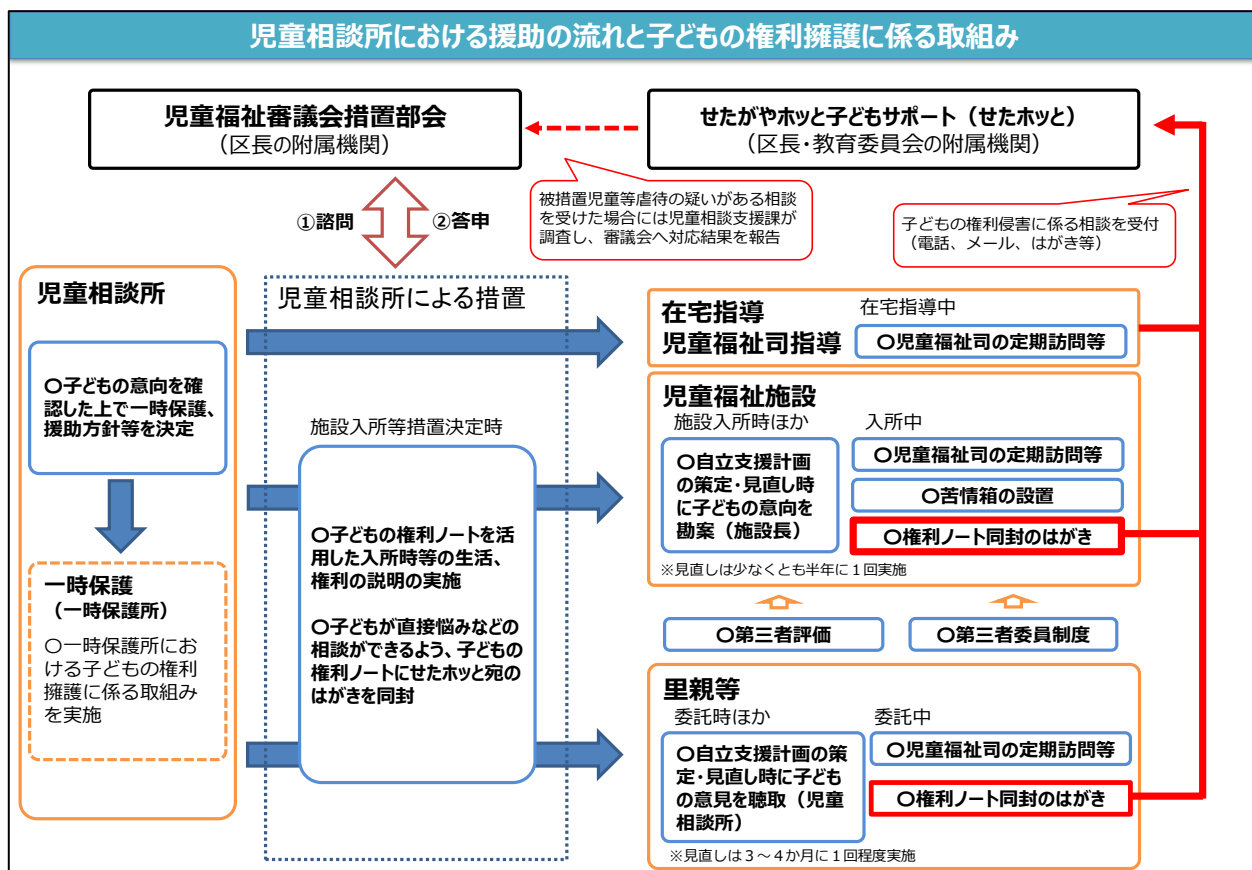 児童相談所における援助の流れと子どもの権利擁護に係る取組み
児童福祉審議会措置部会
（区長の附属機関）
せたがやホッと子どもサポート（せたホッと）
（区長・教育委員会の附属機関）
被措置児童等虐待の疑いがある相談
を受けた場合には児童相談支援課が
調査し、審議会へ対応結果を報告
子どもの権利侵害に係る相談を受付
（電話、メール、はがき等）
①諮問
②答申
児童相談所
〇子どもの意向を確
認した上で一時保護、
援助方針等を決定
一時保護
（一時保護所）
〇一時保護所にお
ける子どもの権利
擁護に係る取組み
を実施
児童相談所による措置
施設入所等措置決定時
〇子どもの権利ノートを活
用した入所時等の生活、
権利の説明の実施
〇子どもが直接悩みなどの
相談ができるよう、子どもの
権利ノートにせたホッと宛の
はがきを同封
在宅指導
児童福祉司指導
在宅指導中
〇児童福祉司の定期訪問等
児童福祉施設
施設入所時ほか
〇自立支援計画
の策定・見直し時
に子どもの意向を
勘案（施設長）
入所中
〇児童福祉司の定期訪問等
〇苦情箱の設置
〇権利ノート同封のはがき
※見直しは少なくとも半年に１回実施
〇第三者評価
〇第三者委員制度
里親等
委託時ほか
〇自立支援計画の策
定・見直し時に子ども
の意見を聴取（児童
相談所）
委託中
〇児童福祉司の定期訪問等
〇権利ノート同封のはがき
※見直しは３～４か月に１回程度実施